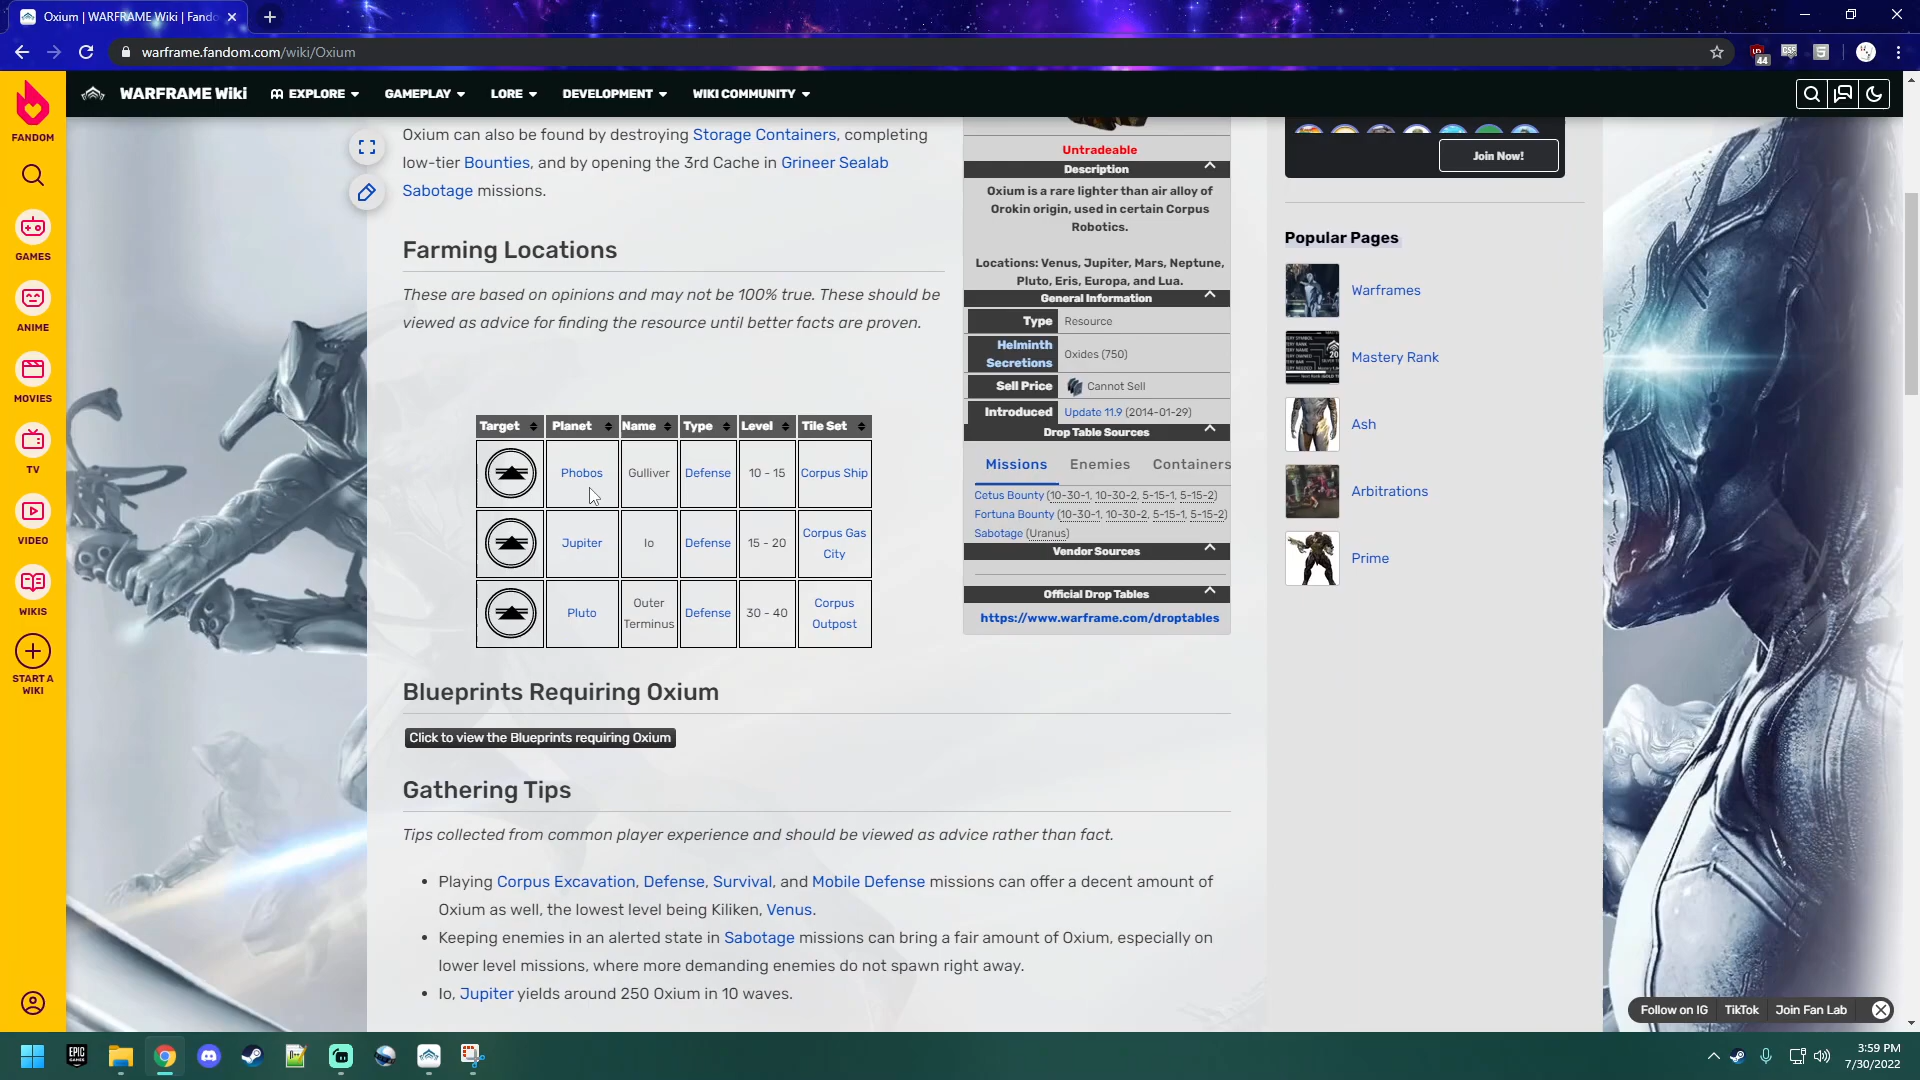 Oxium | WARFRAME Wiki | Fando
warframe.fandom.com/wiki/Oxium
44
FANDOM
GAMES
ANIME
MOVIES
TV
VIDEO
WIKIS
START A
WIKI
WARFRAME Wiki
EXPLORE
GAMEPLAY
LORE
DEVELOPMENT
WIKI COMMUNITY
Oxium can also be found by destroying Storage Containers, completing
low-tier Bounties, and by opening the 3rd Cache in Grineer Sealab
Sabotage missions.
Farming Locations
These are based on opinions and may not be 100% true. These should be
viewed as advice for finding the resource until better facts are proven.
Target Planet Name Type Level Tile Set
Phobos Gulliver Defense 10 - 15 Corpus Ship
Jupiter Io Defense 15 - 20 Corpus Gas
City
Pluto Outer
Terminus Defense 30 - 40 Corpus
Outpost
Blueprints Requiring Oxium
Click to view the Blueprints requiring Oxium
Gathering Tips
Tips collected from common player experience and should be viewed as advice rather than fact.
• Playing Corpus Excavation, Defense, Survival, and Mobile Defense missions can offer a decent amount of
Oxium as well, the lowest level being Kiliken, Venus.
• Keeping enemies in an alerted state in Sabotage missions can bring a fair amount of Oxium, especially on
lower level missions, where more demanding enemies do not spawn right away.
• Io, Jupiter yields around 250 Oxium in 10 waves.
Untradeable
Description
Oxium is a rare lighter than air alloy of
Orokin origin, used in certain Corpus
Robotics.
Locations: Venus, Jupiter, Mars, Neptune,
Pluto, Eris, Europa, and Lua.
General Information
Type Resource
Helminth
Secretions Oxides (750)
Sell Price Cannot Sell
Introduced Update 11.9 (2014-01-29)
Drop Table Sources
Missions Enemies Containers
Cetus Bounty (10-30-1, 10-30-2, 5-15-1, 5-15-2)
Fortuna Bounty (10-30-1, 10-30-2, 5-15-1, 5-15-2)
Sabotage (Uranus)
Vendor Sources
Official Drop Tables
https://www.warframe.com/droptables
Join Now!
Popular Pages
Warframes
Mastery Rank
Ash
Arbitrations
Prime
Follow on IG TikTok Join Fan Lab
EPIC
GAMES
3:59 PM
7/30/2022